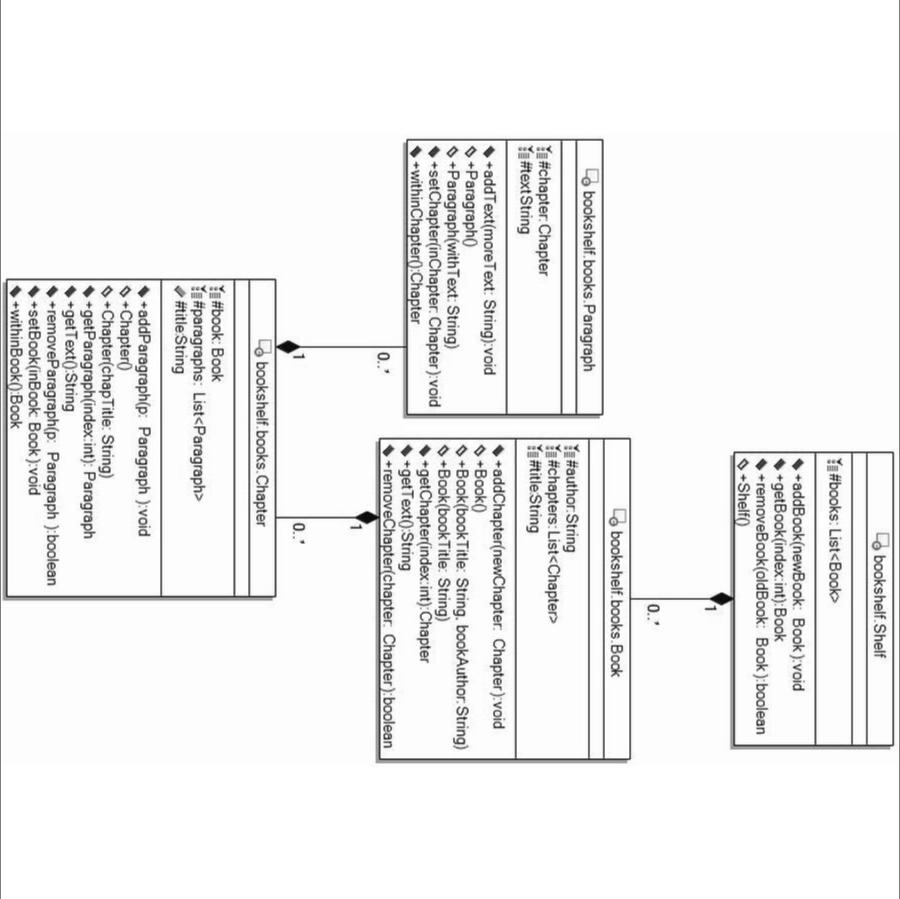 bookshelf.Shelf
#books: List<Book>
+addBook(newBook: Book):void
+getBook(index:int):Book
+removeBook(oldBook: Book):boolean
+Shelf()
1
0..*
bookshelf.books.Book
#author:String
#chapters:List<Chapter>
#title:String
+addChapter(newChapter: Chapter):void
+Book()
+Book(bookTitle: String, bookAuthor:String)
+Book(bookTitle: String)
+getChapter(index:int):Chapter
+getText():String
+removeChapter(chapter: Chapter):boolean
1
0..*
bookshelf.books.Paragraph
#chapter:Chapter
#textString
+addText(moreText: String):void
+Paragraph()
+Paragraph(withText: String)
+setChapter(inChapter: Chapter):void
+withinChapter():Chapter
0..*
1
bookshelf.books.Chapter
#book: Book
#paragraphs: List<Paragraph>
#title:String
+addParagraph(p: Paragraph ):void
+Chapter()
+Chapter(chapTitle: String)
+getParagraph(index:int): Paragraph
+getText():String
+removeParagraph(p: Paragraph ):boolean
+setBook(inBook: Book):void
+withinBook():Book